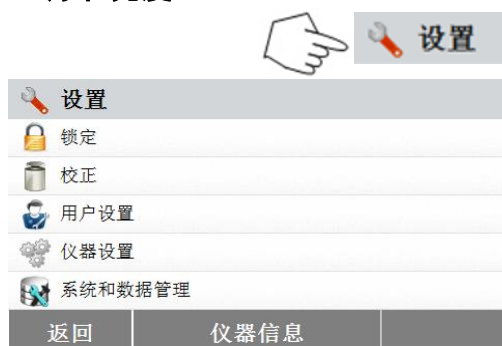 设置
设置
锁定
校正
用户设置
仪器设置
系统和数据管理
返回 仪器信息